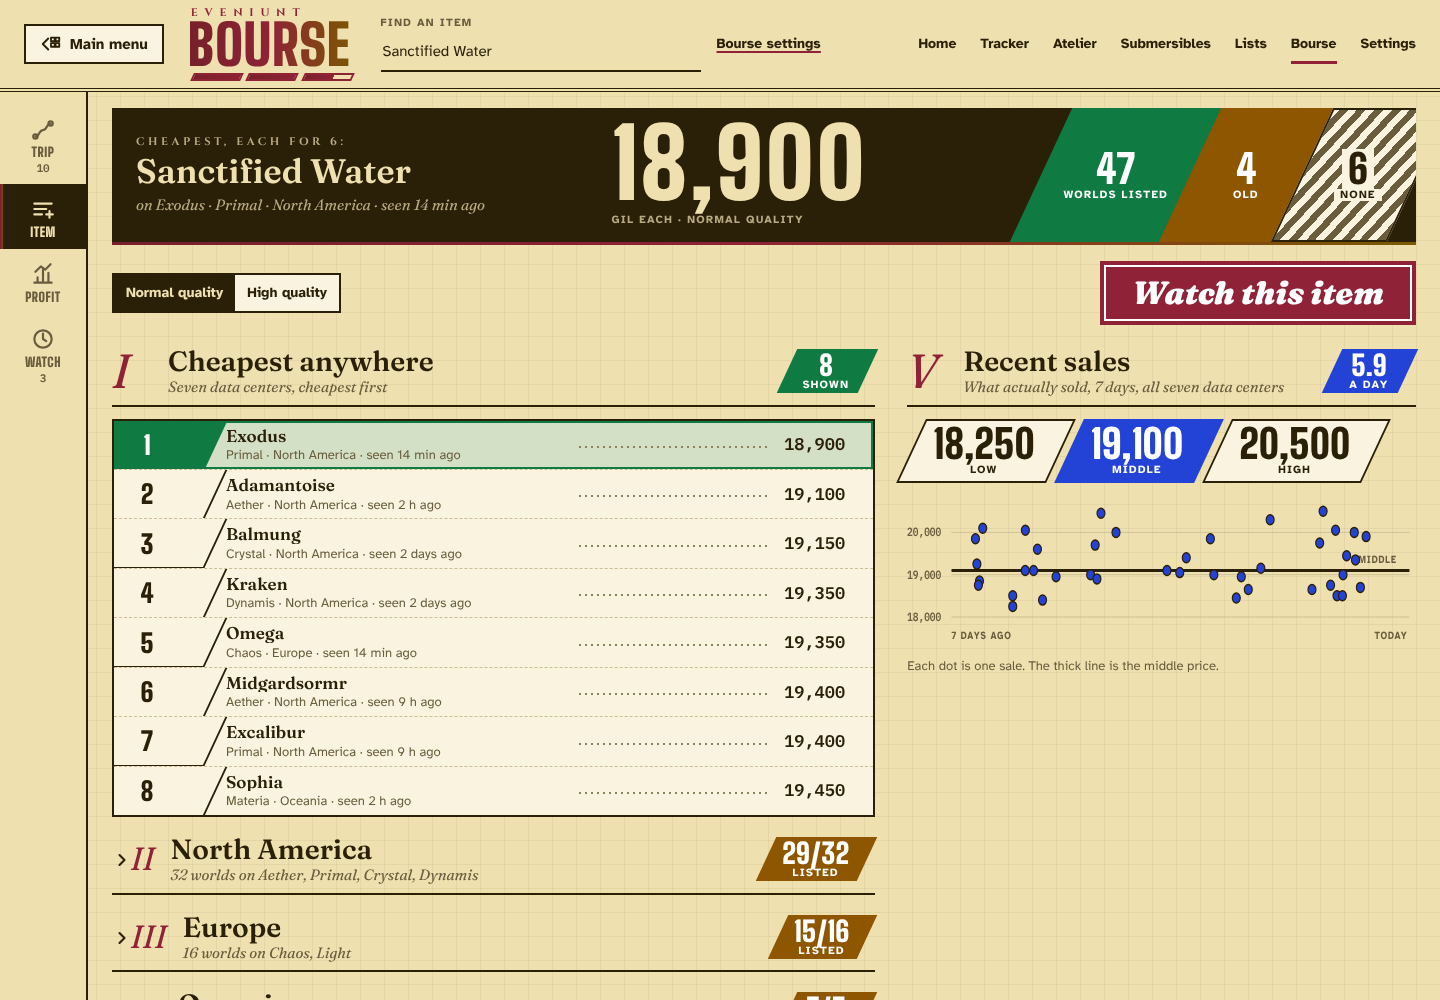 Main menu
EVENIUNT
BOURSE
FIND AN ITEM
Sanctified Water
Bourse settings
Home
Tracker
Atelier
Submersibles
Lists
Bourse
Settings
TRIP
10
ITEM
PROFIT
WATCH
3
CHEAPEST, EACH FOR 6:
Sanctified Water
on Exodus · Primal · North America · seen 14 min ago
18,900
GIL EACH · NORMAL QUALITY
47
WORLDS LISTED
4
OLD
6
NONE
Normal quality
High quality
Watch this item
I
Cheapest anywhere
Seven data centers, cheapest first
8
SHOWN
1
Exodus
Primal · North America · seen 14 min ago
18,900
2
Adamantoise
Aether · North America · seen 2 h ago
19,100
3
Balmung
Crystal · North America · seen 2 days ago
19,150
4
Kraken
Dynamis · North America · seen 2 days ago
19,350
5
Omega
Chaos · Europe · seen 14 min ago
19,350
6
Midgardsormr
Aether · North America · seen 9 h ago
19,400
7
Excalibur
Primal · North America · seen 9 h ago
19,400
8
Sophia
Materia · Oceania · seen 2 h ago
19,450
II
North America
32 worlds on Aether, Primal, Crystal, Dynamis
29/32
LISTED
III
Europe
16 worlds on Chaos, Light
15/16
LISTED
V
Recent sales
What actually sold, 7 days, all seven data centers
5.9
A DAY
18,250
LOW
19,100
MIDDLE
20,500
HIGH
20,000
19,000
18,000
MIDDLE
7 DAYS AGO
TODAY
Each dot is one sale. The thick line is the middle price.